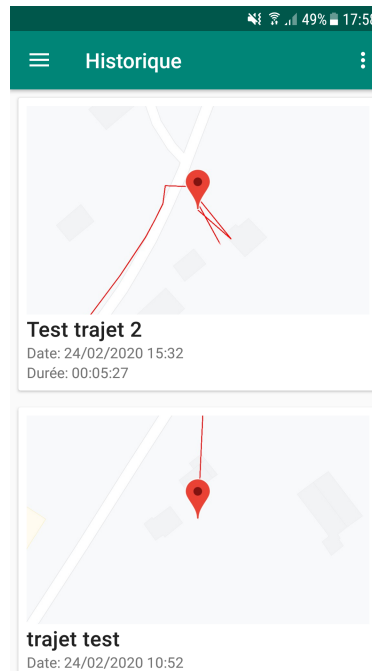 49% 17:58
Historique
Test trajet 2
Date: 24/02/2020 15:32
Durée: 00:05:27
trajet test
Date: 24/02/2020 10:52